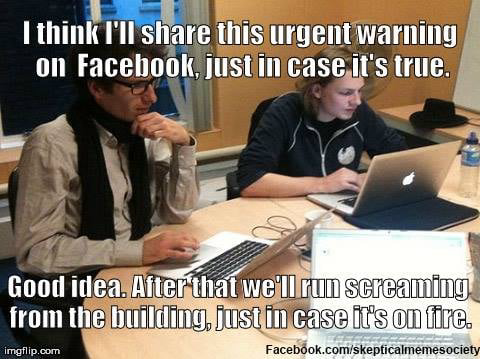 I think I'll share this urgent warning
on Facebook, just in case it's true.
Good idea. After that we'll run screaming
from the building, just in case it's on fire.
imgflip.com
Facebook.com/skepticalmemesociety